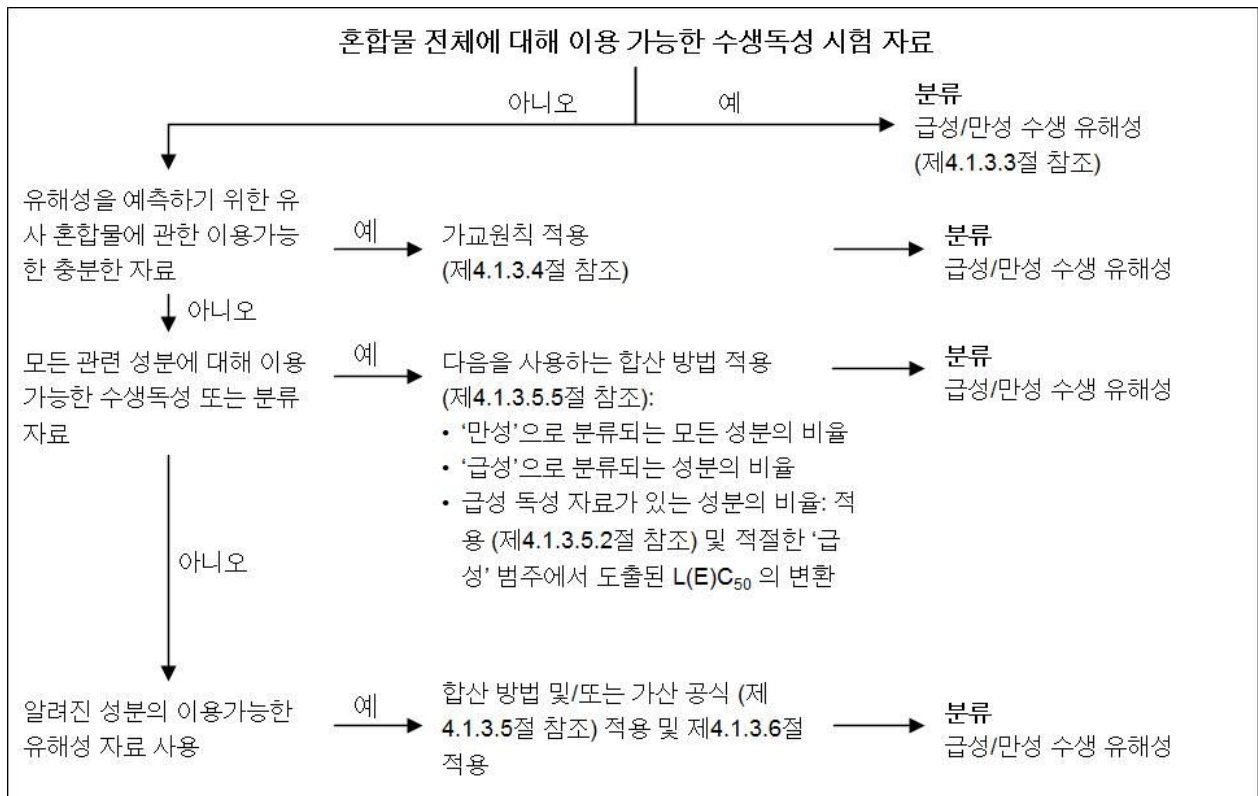 혼합물 전체에 대해 이용 가능한 수생독성 시험 자료
아니오
예
분류
급성/만성 수생 유해성
(제4.1.3.3절 참조)
유해성을 예측하기 위한 유
사 혼합물에 관한 이용가능
한 충분한 자료
예
가교원칙 적용
(제4.1.3.4절 참조)
분류
급성/만성 수생 유해성
아니오
모든 관련 성분에 대해 이용
가능한 수생독성 또는 분류
자료
예
다음을 사용하는 합산 방법 적용
(제4.1.3.5.5절 참조):
• ‘만성’으로 분류되는 모든 성분의 비율
• ‘급성’으로 분류되는 성분의 비율
• 급성 독성 자료가 있는 성분의 비율: 적
용 (제4.1.3.5.2절 참조) 및 적절한 ‘급
성’ 범주에서 도출된 L(E)C50 의 변환
분류
급성/만성 수생 유해성
아니오
알려진 성분의 이용가능한
유해성 자료 사용
예
합산 방법 및/또는 가산 공식 (제
4.1.3.5절 참조) 적용 및 제4.1.3.6절
적용
분류
급성/만성 수생 유해성